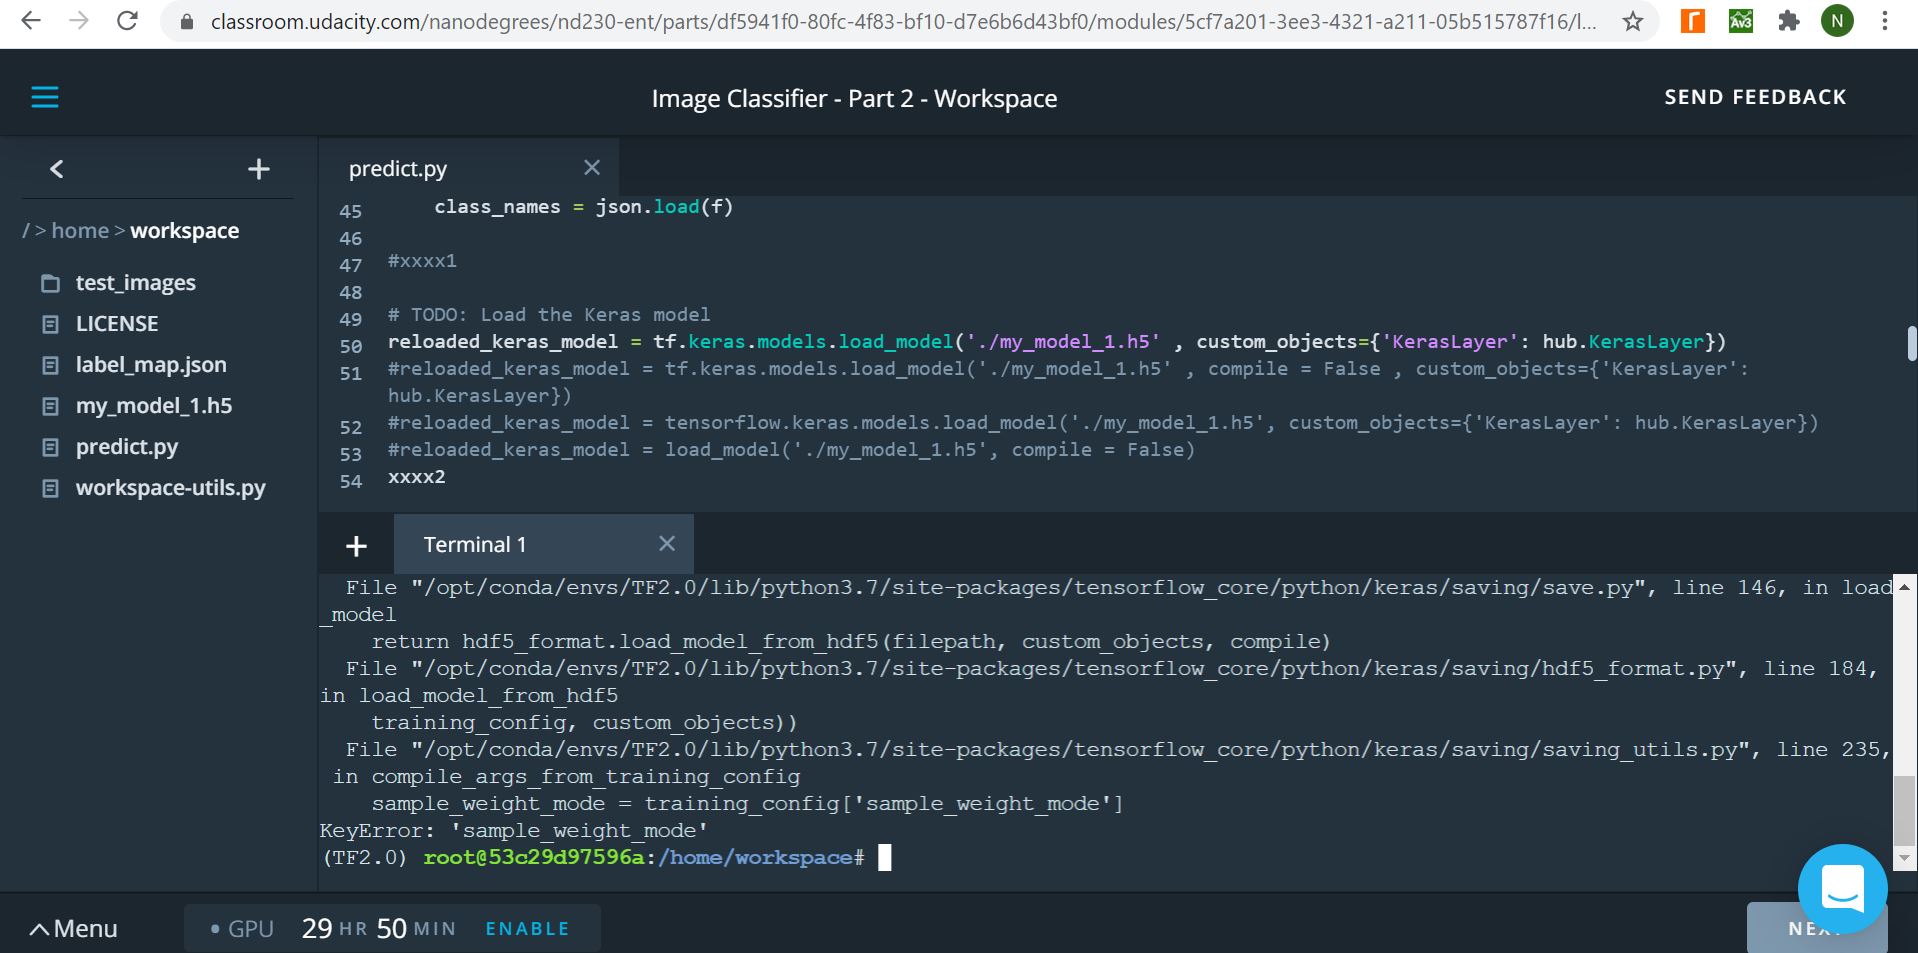 classroom.udacity.com/nanodegrees/nd230-ent/parts/df5941f0-80fc-4f83-bf10-d7e6b6d43bf0/modules/5cf7a201-3ee3-4321-a211-05b515787f16/l...
Av3
N
Image Classifier - Part 2 - Workspace
SEND FEEDBACK
/ > home > workspace
test_images
LICENSE
label_map.json
my_model_1.h5
predict.py
workspace-utils.py
predict.py
45 class_names = json.load(f)
46
47 #xxxx1
48
49 # TODO: Load the Keras model
50 reloaded_keras_model = tf.keras.models.load_model('./my_model_1.h5' , custom_objects={'KerasLayer': hub.KerasLayer})
51 #reloaded_keras_model = tf.keras.models.load_model('./my_model_1.h5' , compile = False , custom_objects={'KerasLayer':
hub.KerasLayer})
52 #reloaded_keras_model = tensorflow.keras.models.load_model('./my_model_1.h5', custom_objects={'KerasLayer': hub.KerasLayer})
53 #reloaded_keras_model = load_model('./my_model_1.h5', compile = False)
54 xxxx2
Terminal 1
File "/opt/conda/envs/TF2.0/lib/python3.7/site-packages/tensorflow_core/python/keras/saving/save.py", line 146, in load
_model
return hdf5_format.load_model_from_hdf5(filepath, custom_objects, compile)
File "/opt/conda/envs/TF2.0/lib/python3.7/site-packages/tensorflow_core/python/keras/saving/hdf5_format.py", line 184,
in load_model_from_hdf5
training_config, custom_objects))
File "/opt/conda/envs/TF2.0/lib/python3.7/site-packages/tensorflow_core/python/keras/saving/saving_utils.py", line 235,
in compile_args_from_training_config
sample_weight_mode = training_config['sample_weight_mode']
KeyError: 'sample_weight_mode'
(TF2.0) root@53c29d97596a:/home/workspace#
Menu
GPU 29 HR 50 MIN ENABLE